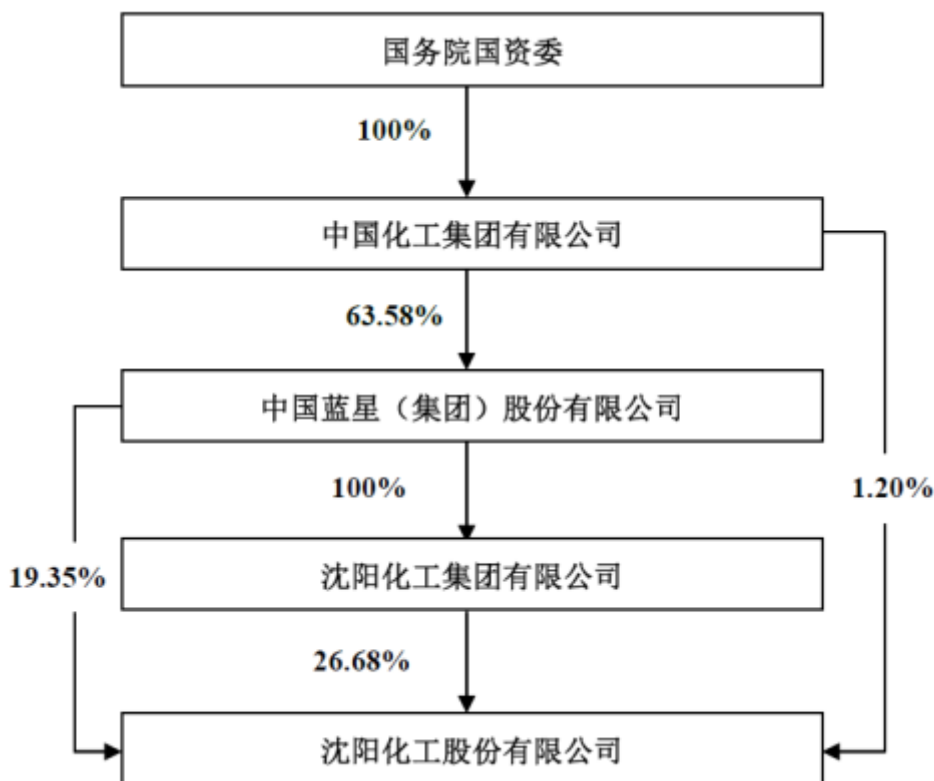 国务院国资委
100%
中国化工集团有限公司
63.58%
中国蓝星（集团）股份有限公司
100%
1.20%
沈阳化工集团有限公司
19.35%
26.68%
沈阳化工股份有限公司